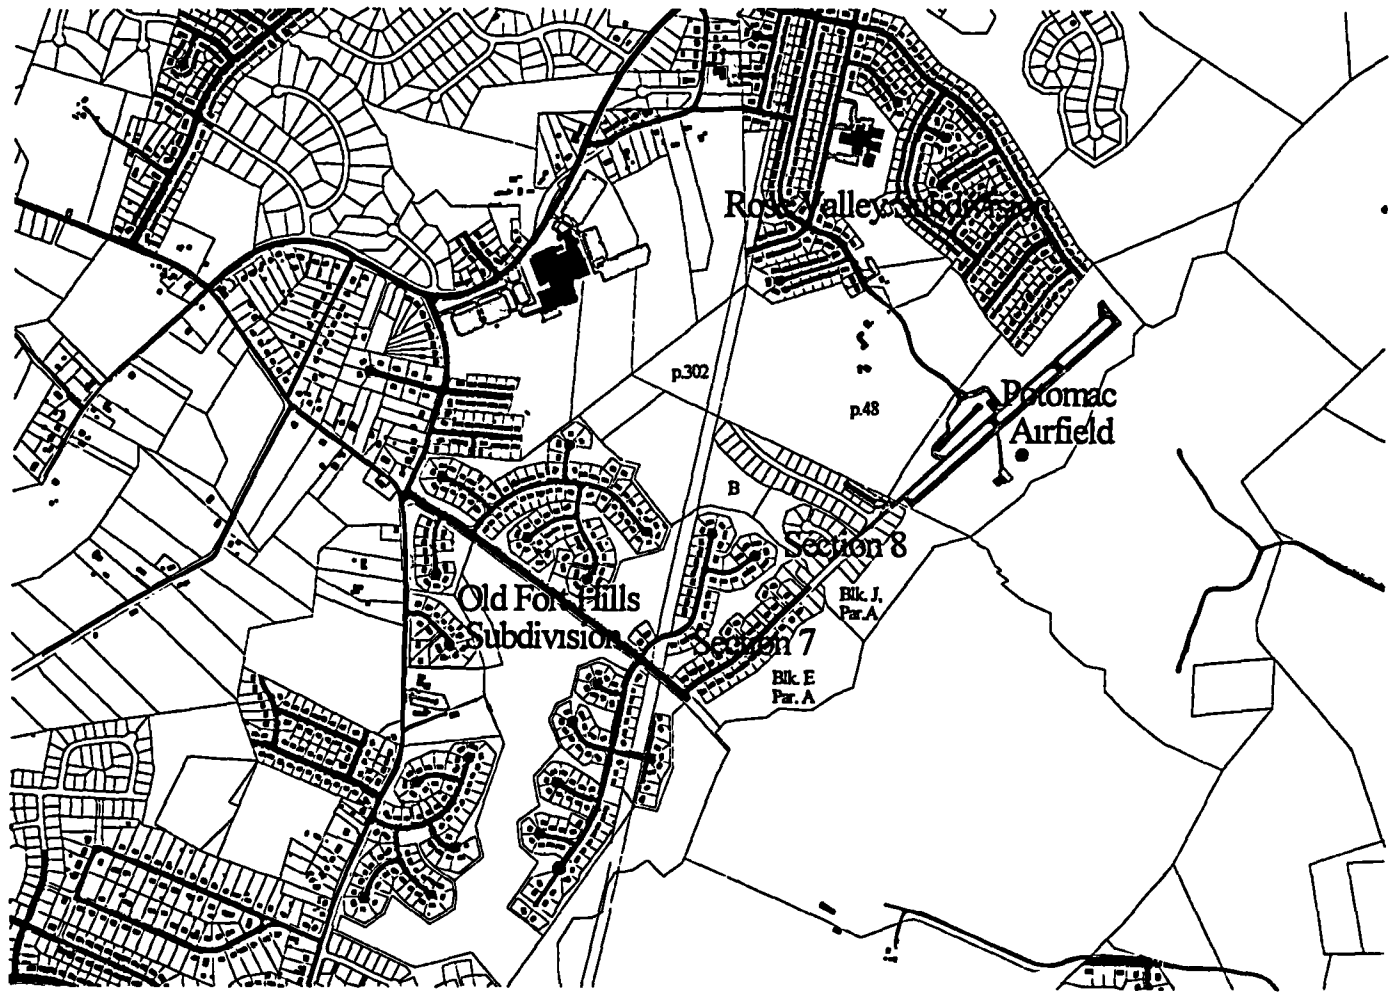 Rose Valley Subdivision
p.302
p.48
Potomac
Airfield
B
Section 8
Blk. J,
Par.A
Old Fort Hills
Subdivision
Section 7
Blk. E
Par. A